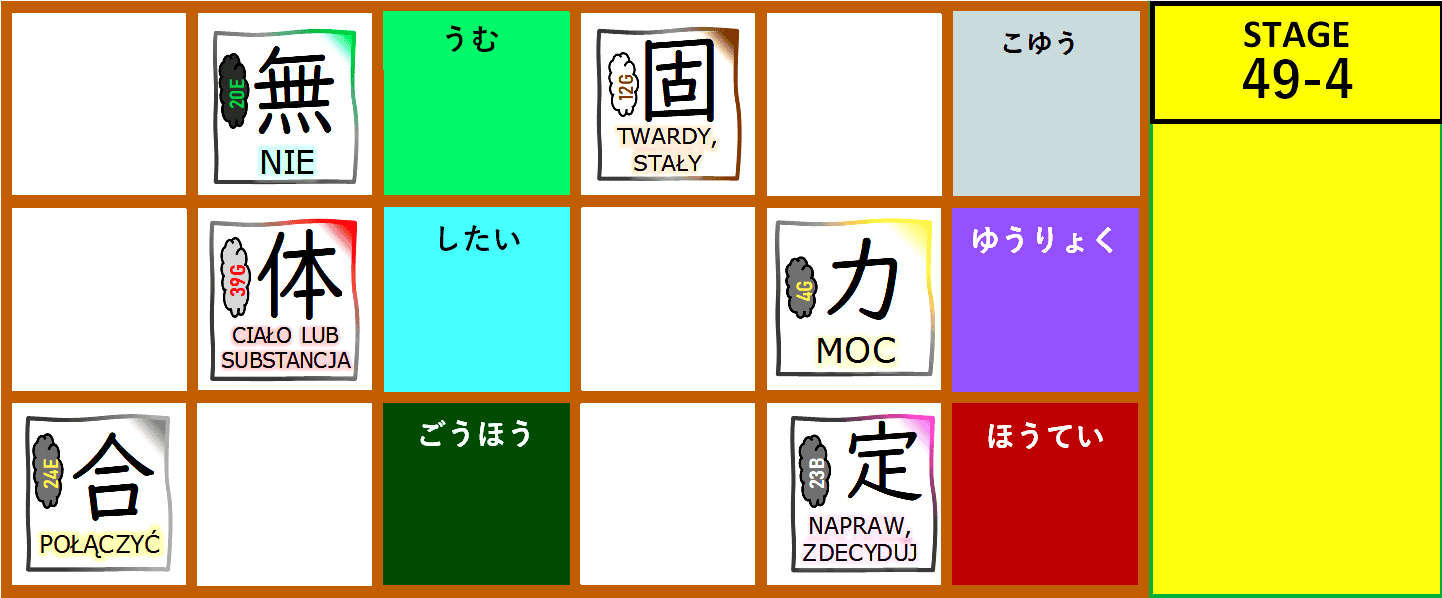 20E
無
NIE
うむ
12G
固
TWARDY,
STAŁY
こゆう
STAGE
49-4
39G
体
CIAŁO LUB
SUBSTANCJA
したい
4G
力
MOC
ゆうりょく
24E
合
POŁĄCZYĆ
ごうほう
23B
定
NAPRAW,
ZDECYDUJ
ほうてい